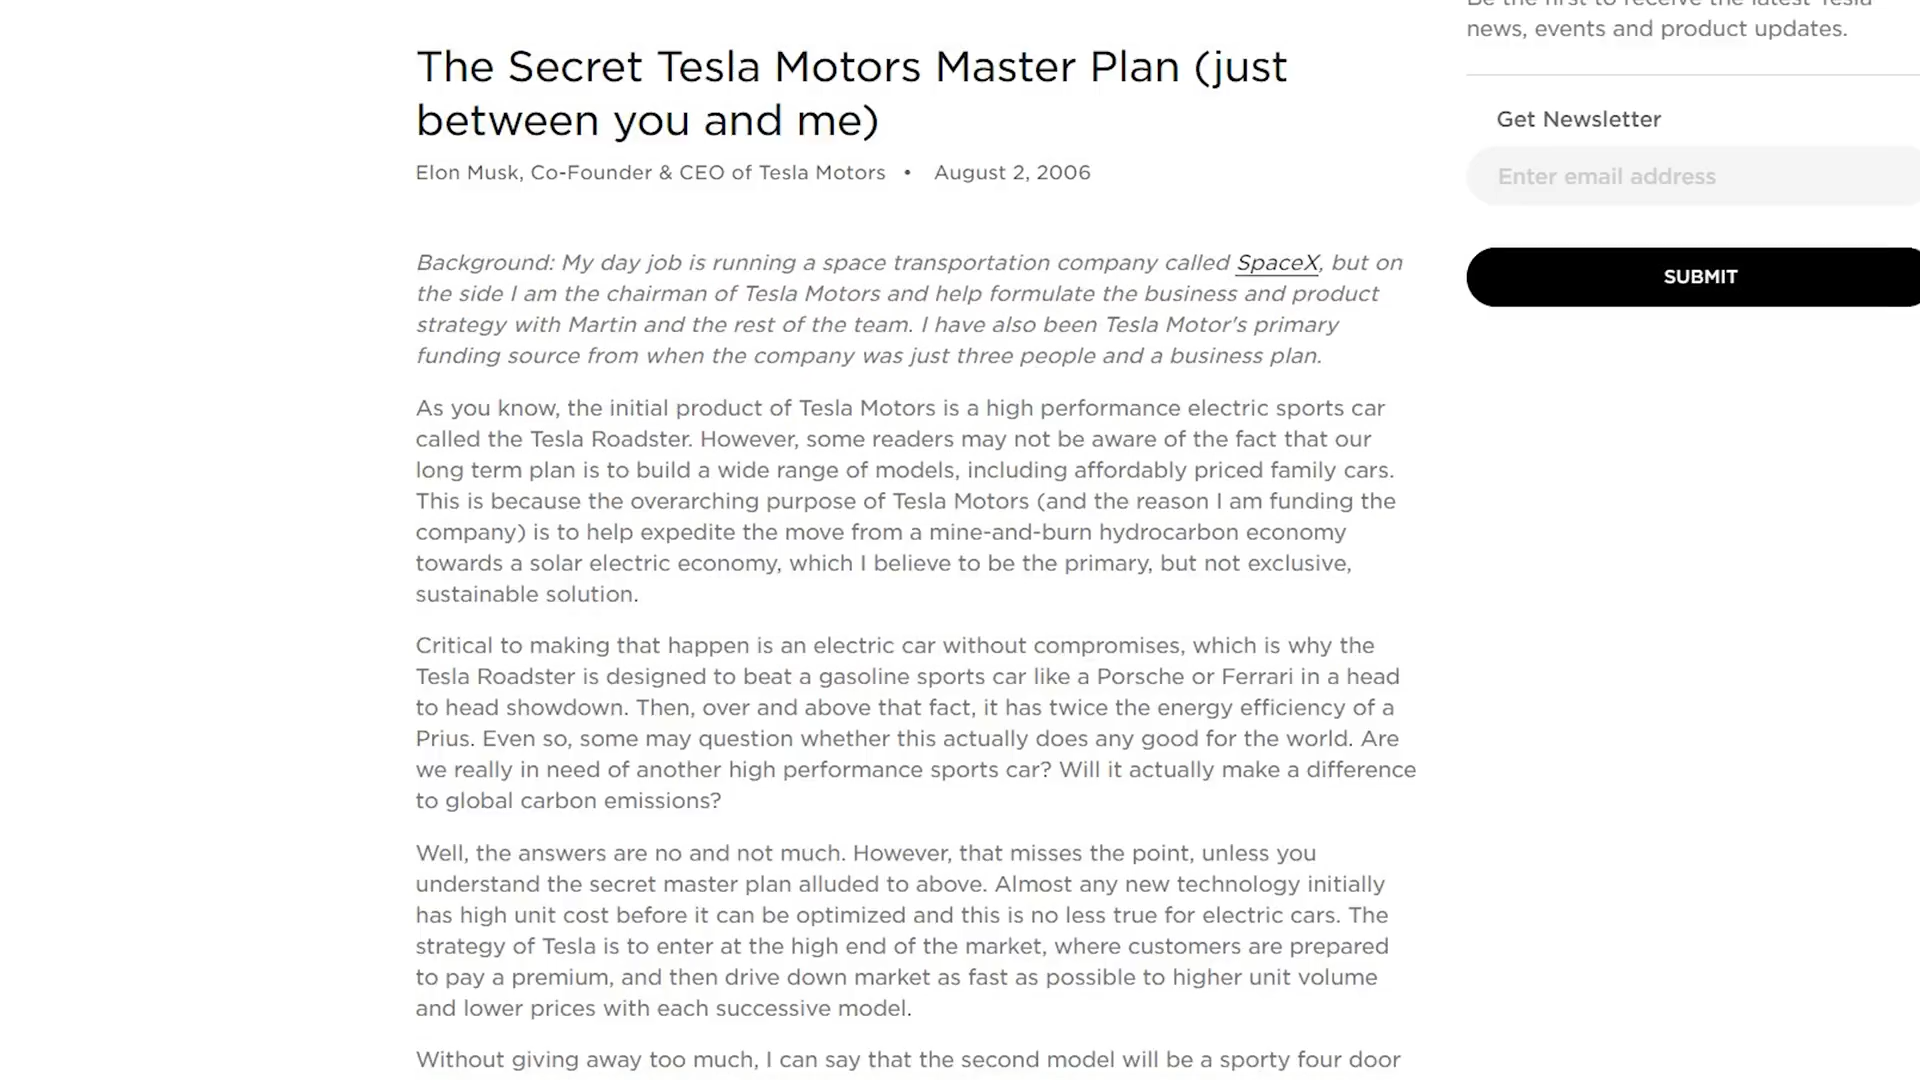 The Secret Tesla Motors Master Plan (just
between you and me)
Elon Musk, Co-Founder & CEO of Tesla Motors • August 2, 2006
Background: My day job is running a space transportation company called SpaceX, but on
the side I am the chairman of Tesla Motors and help formulate the business and product
strategy with Martin and the rest of the team. I have also been Tesla Motor's primary
funding source from when the company was just three people and a business plan.
As you know, the initial product of Tesla Motors is a high performance electric sports car
called the Tesla Roadster. However, some readers may not be aware of the fact that our
long term plan is to build a wide range of models, including affordably priced family cars.
This is because the overarching purpose of Tesla Motors (and the reason I am funding the
company) is to help expedite the move from a mine-and-burn hydrocarbon economy
towards a solar electric economy, which I believe to be the primary, but not exclusive,
sustainable solution.
Critical to making that happen is an electric car without compromises, which is why the
Tesla Roadster is designed to beat a gasoline sports car like a Porsche or Ferrari in a head
to head showdown. Then, over and above that fact, it has twice the energy efficiency of a
Prius. Even so, some may question whether this actually does any good for the world. Are
we really in need of another high performance sports car? Will it actually make a difference
to global carbon emissions?
Well, the answers are no and not much. However, that misses the point, unless you
understand the secret master plan alluded to above. Almost any new technology initially
has high unit cost before it can be optimized and this is no less true for electric cars. The
strategy of Tesla is to enter at the high end of the market, where customers are prepared
to pay a premium, and then drive down market as fast as possible to higher unit volume
and lower prices with each successive model.
Without giving away too much, I can say that the second model will be a sporty four door
Be the first to receive the latest Tesla
news, events and product updates.
Get Newsletter
Enter email address
SUBMIT